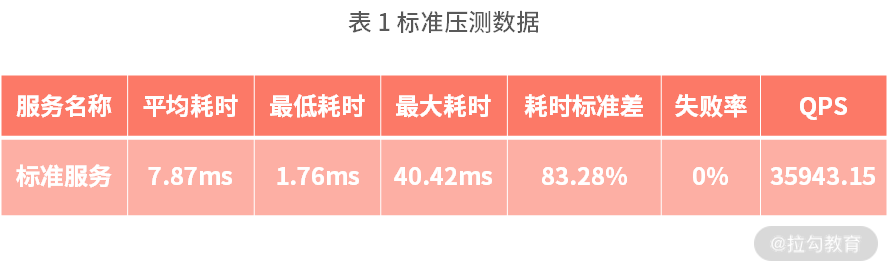 表 1 标准压测数据
服务名称 平均耗时 最低耗时 最大耗时 耗时标准差 失败率 QPS
标准服务 7.87ms 1.76ms 40.42ms 83.28% 0% 35943.15
@拉勾教育